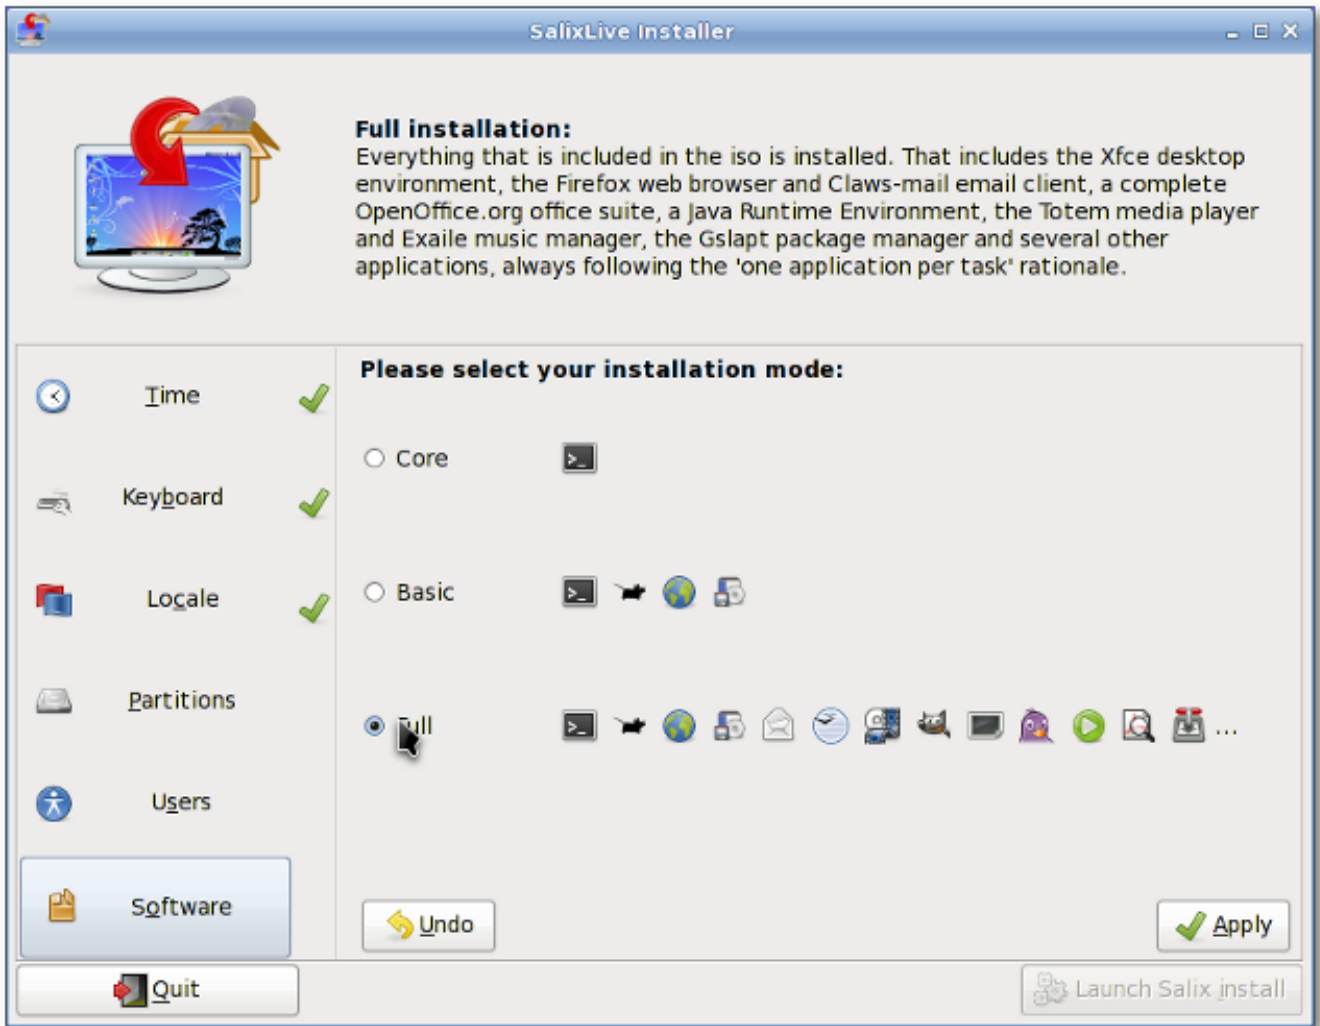 SalixLive Installer
Full installation:
Everything that is included in the iso is installed. That includes the Xfce desktop
environment, the Firefox web browser and Claws-mail email client, a complete
OpenOffice.org office suite, a Java Runtime Environment, the Totem media player
and Exaile music manager, the Gslapt package manager and several other
applications, always following the 'one application per task' rationale.
Please select your installation mode:
Time
Core
Keyboard
Locale
Basic
Partitions
Full
...
Users
Software
Undo
Apply
Quit
Launch Salix install